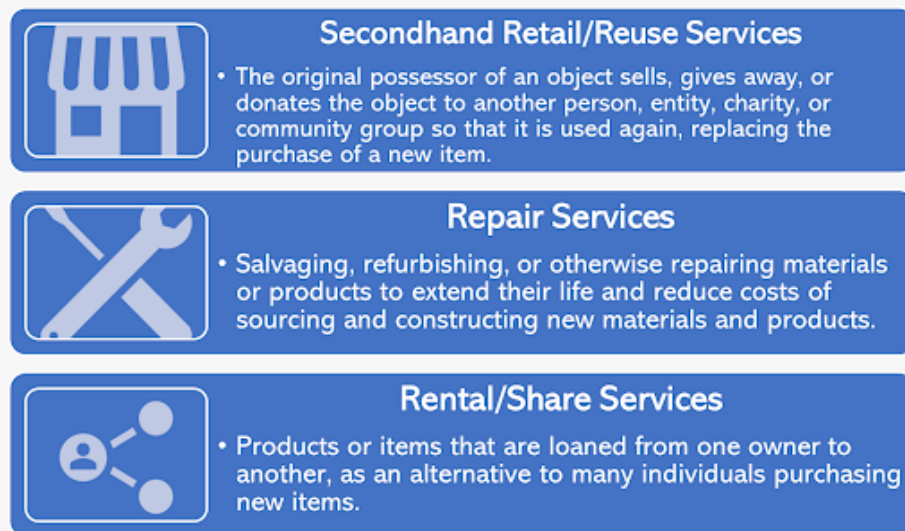 Secondhand Retail/Reuse Services
• The original possessor of an object sells, gives away, or
donates the object to another person, entity, charity, or
community group so that it is used again, replacing the
purchase of a new item.
Repair Services
• Salvaging, refurbishing, or otherwise repairing materials
or products to extend their life and reduce costs of
sourcing and constructing new materials and products.
Rental/Share Services
• Products or items that are loaned from one owner to
another, as an alternative to many individuals purchasing
new items.